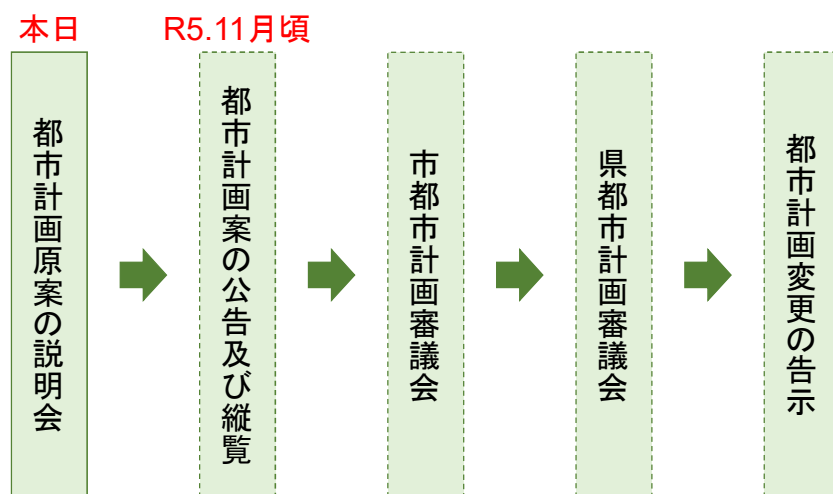 本日
R5.11月頃
都市計画原案の説明会
都市計画案の公告及び縦覧
市都市計画審議会
県都市計画審議会
都市計画変更の告示